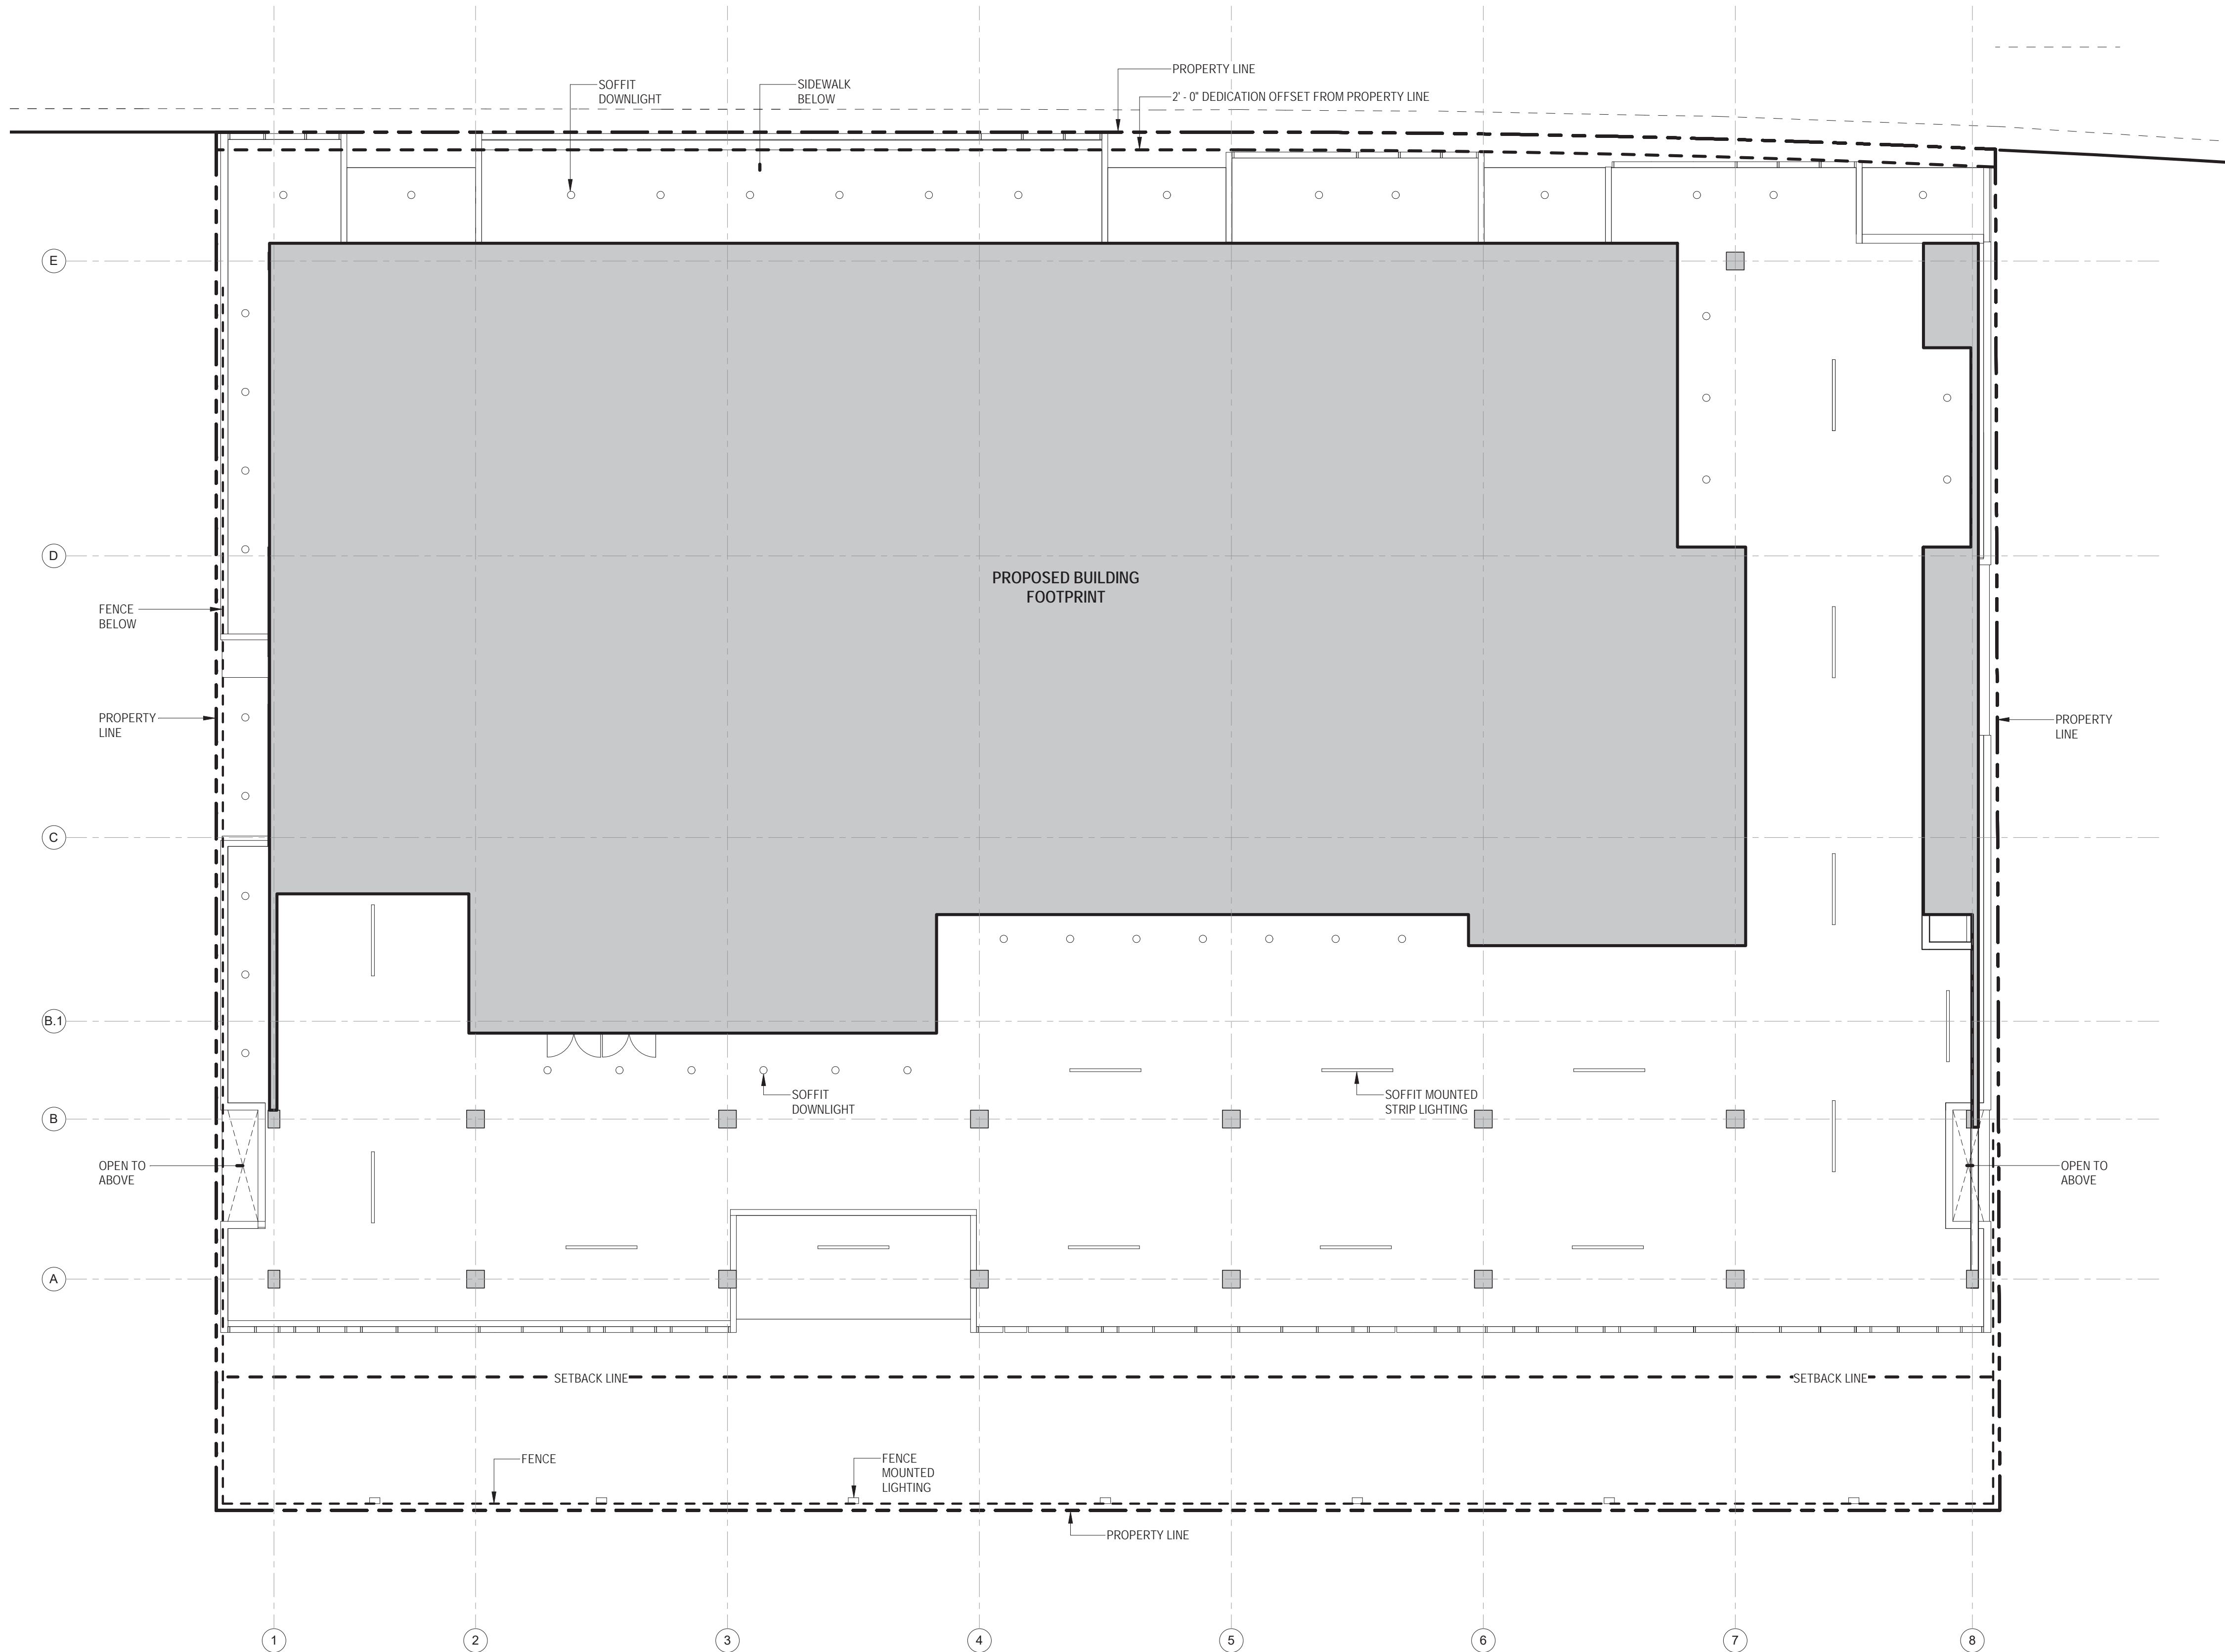 PROPERTY LINE
SOFFIT
DOWNLIGHT
SIDEWALK
BELOW
2' - 0" DEDICATION OFFSET FROM PROPERTY LINE
E
D
PROPOSED BUILDING
FOOTPRINT
FENCE
BELOW
PROPERTY
LINE
PROPERTY
LINE
C
B.1
SOFFIT
DOWNLIGHT
SOFFIT MOUNTED
STRIP LIGHTING
B
OPEN TO
ABOVE
OPEN TO
ABOVE
A
SETBACK LINE
SETBACK LINE
FENCE
FENCE
MOUNTED
LIGHTING
PROPERTY LINE
1
2
3
4
5
6
7
8